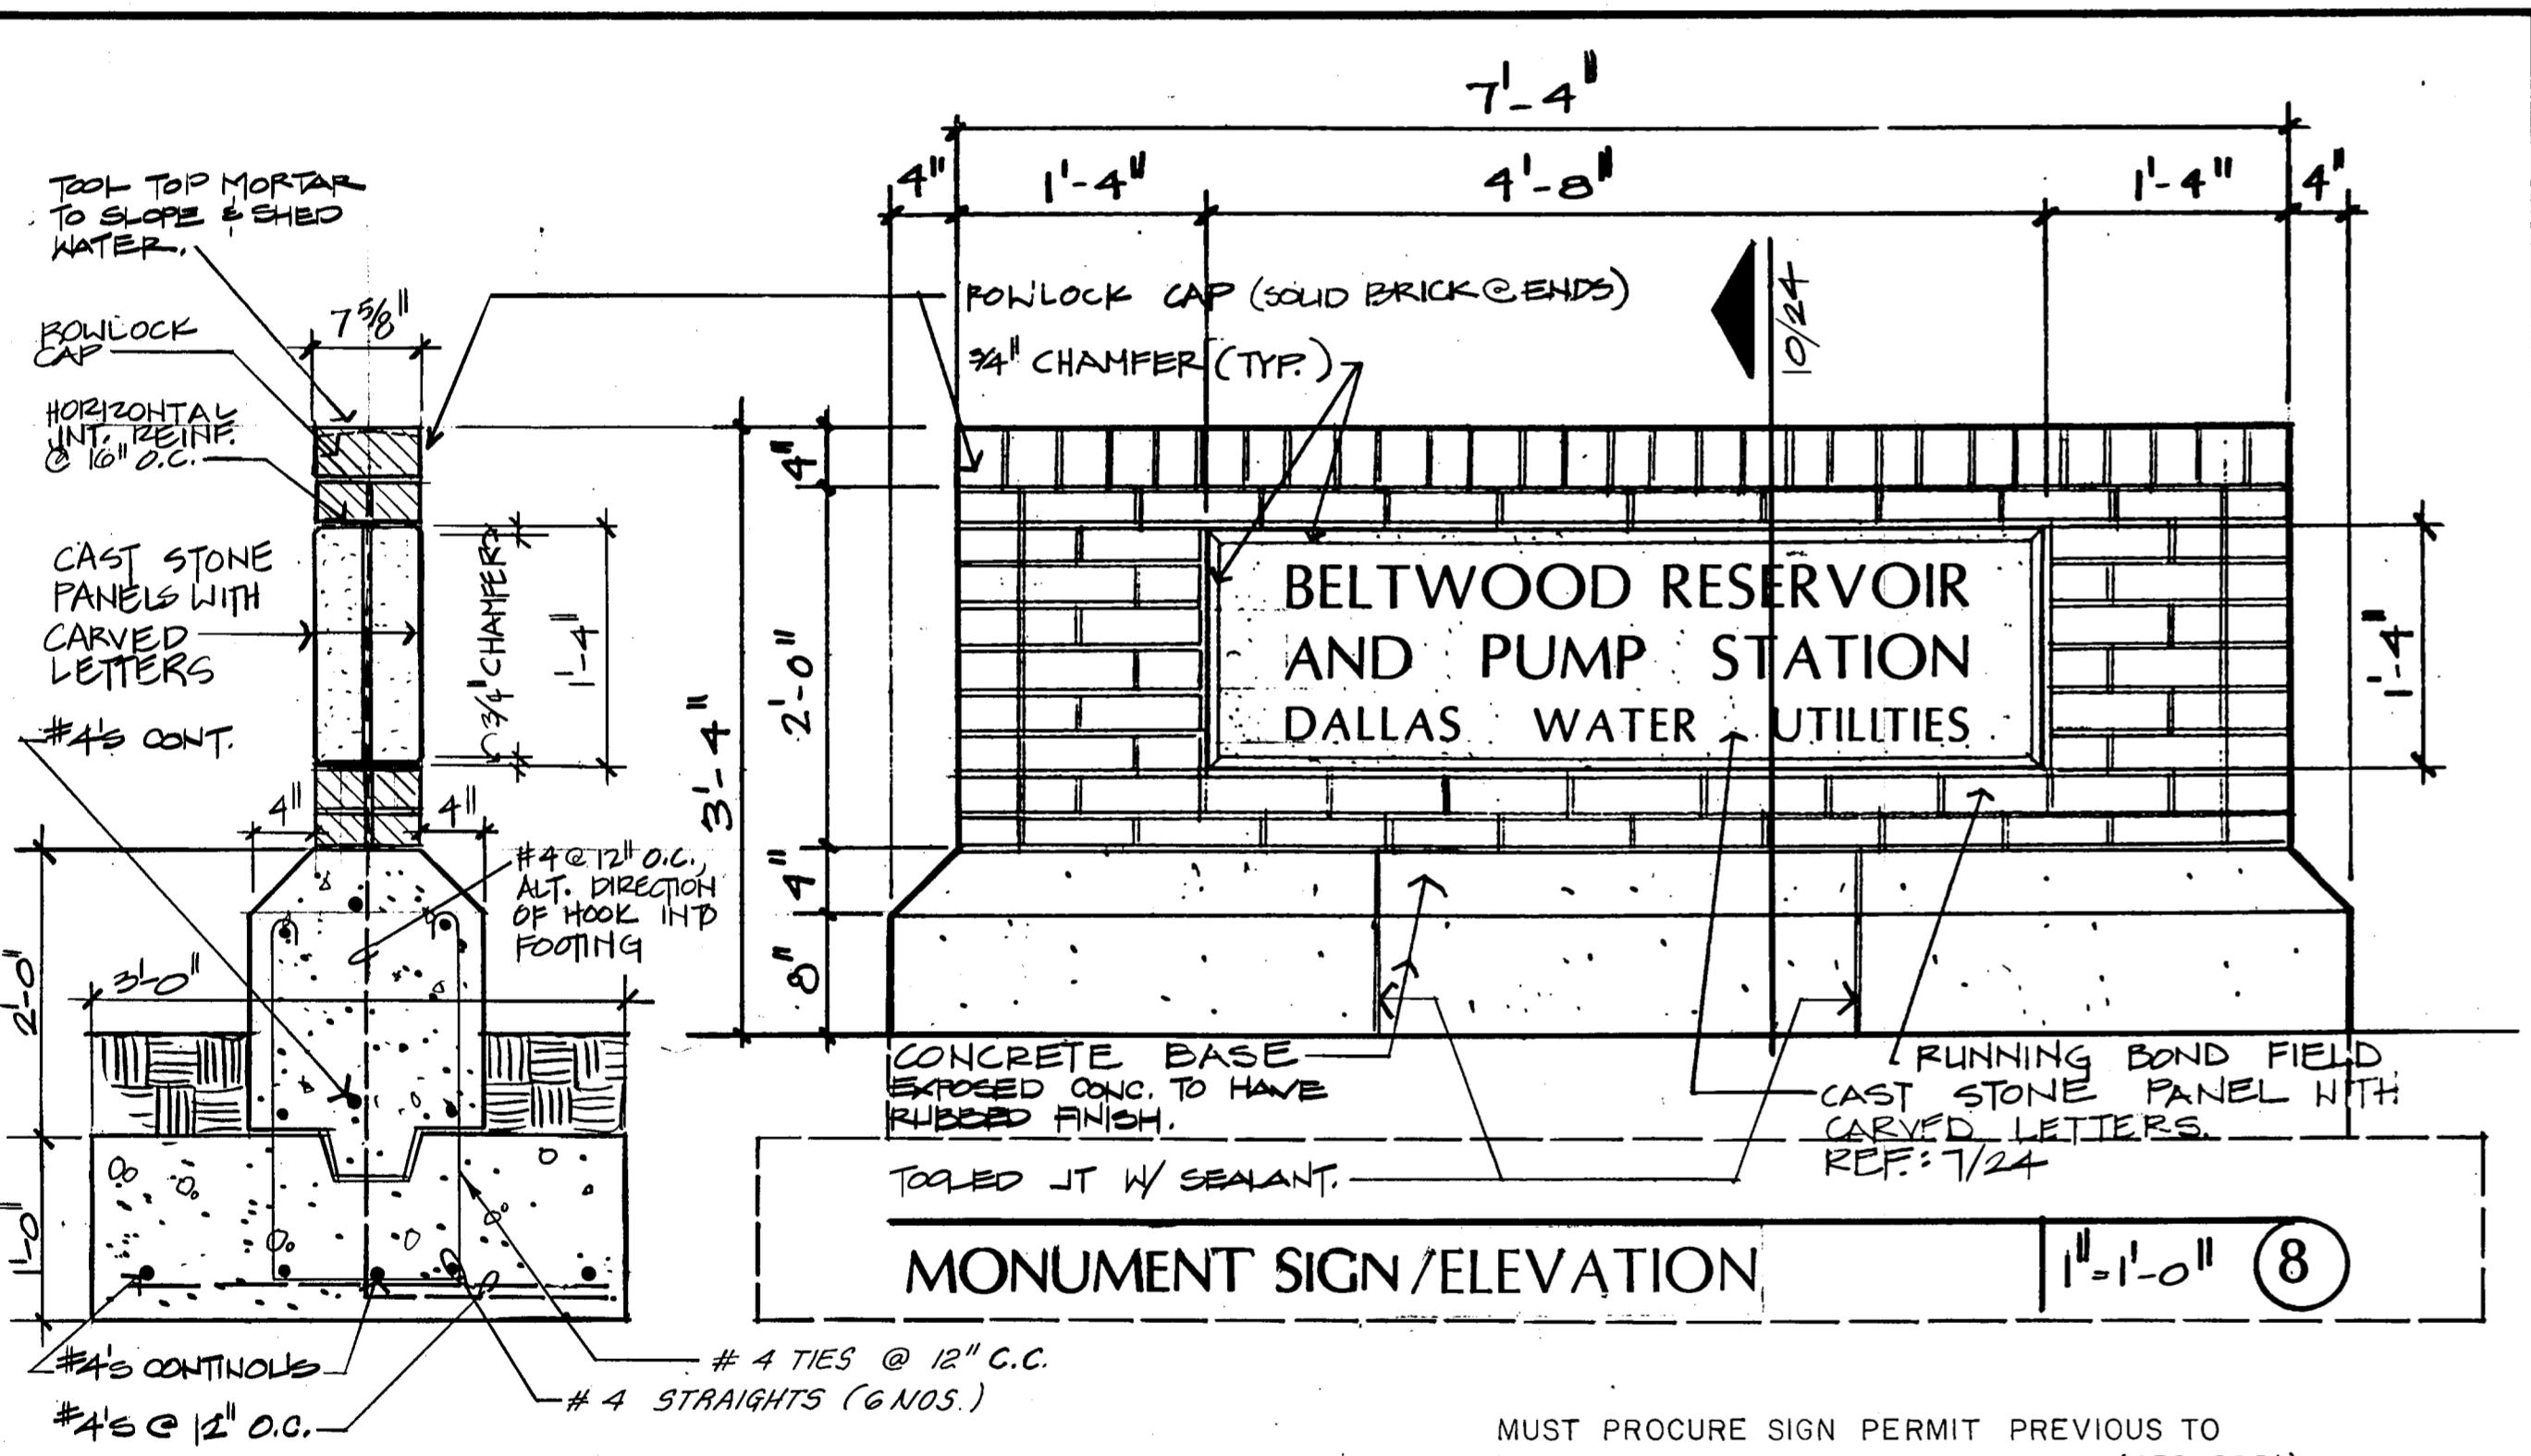 7'-4"
4"
1'-4"
4'-8"
1'-4"
4"
TOOL TOP MORTAR
TO SLOPE & SHED
WATER.
7 5/8"
ROWLOCK
CAP
HORIZONTAL
JNT. REINF.
@ 16" O.C.
CAST STONE
PANELS WITH
CARVED
LETTERS
#4'S CONT.
3/4" CHAMFER
1'-4"
4"
4"
#4 @ 12" O.C.,
ALT. DIRECTION
OF HOOK INTO
FOOTING
2'-0"
3'-0"
1'-0"
#4'S CONTINOUS
#4'S @ 12" O.C.
# 4 TIES @ 12" C.C.
# 4 STRAIGHTS (6 NOS.)
ROWLOCK CAP (SOLID BRICK @ ENDS)
3/4" CHAMFER (TYP.)
10/24
3'-4"
4"
2'-0"
4"
8"
1'-4"
BELTWOOD RESERVOIR
AND PUMP STATION
DALLAS WATER UTILITIES
CONCRETE BASE
EXPOSED CONC. TO HAVE
RUBBED FINISH.
RUNNING BOND FIELD
CAST STONE PANEL WITH
CARVED LETTERS.
REF.: 7/24
TOOLED JT W/ SEALANT.
MONUMENT SIGN/ELEVATION
1"=1'-0"
8
MUST PROCURE SIGN PERMIT PREVIOUS TO